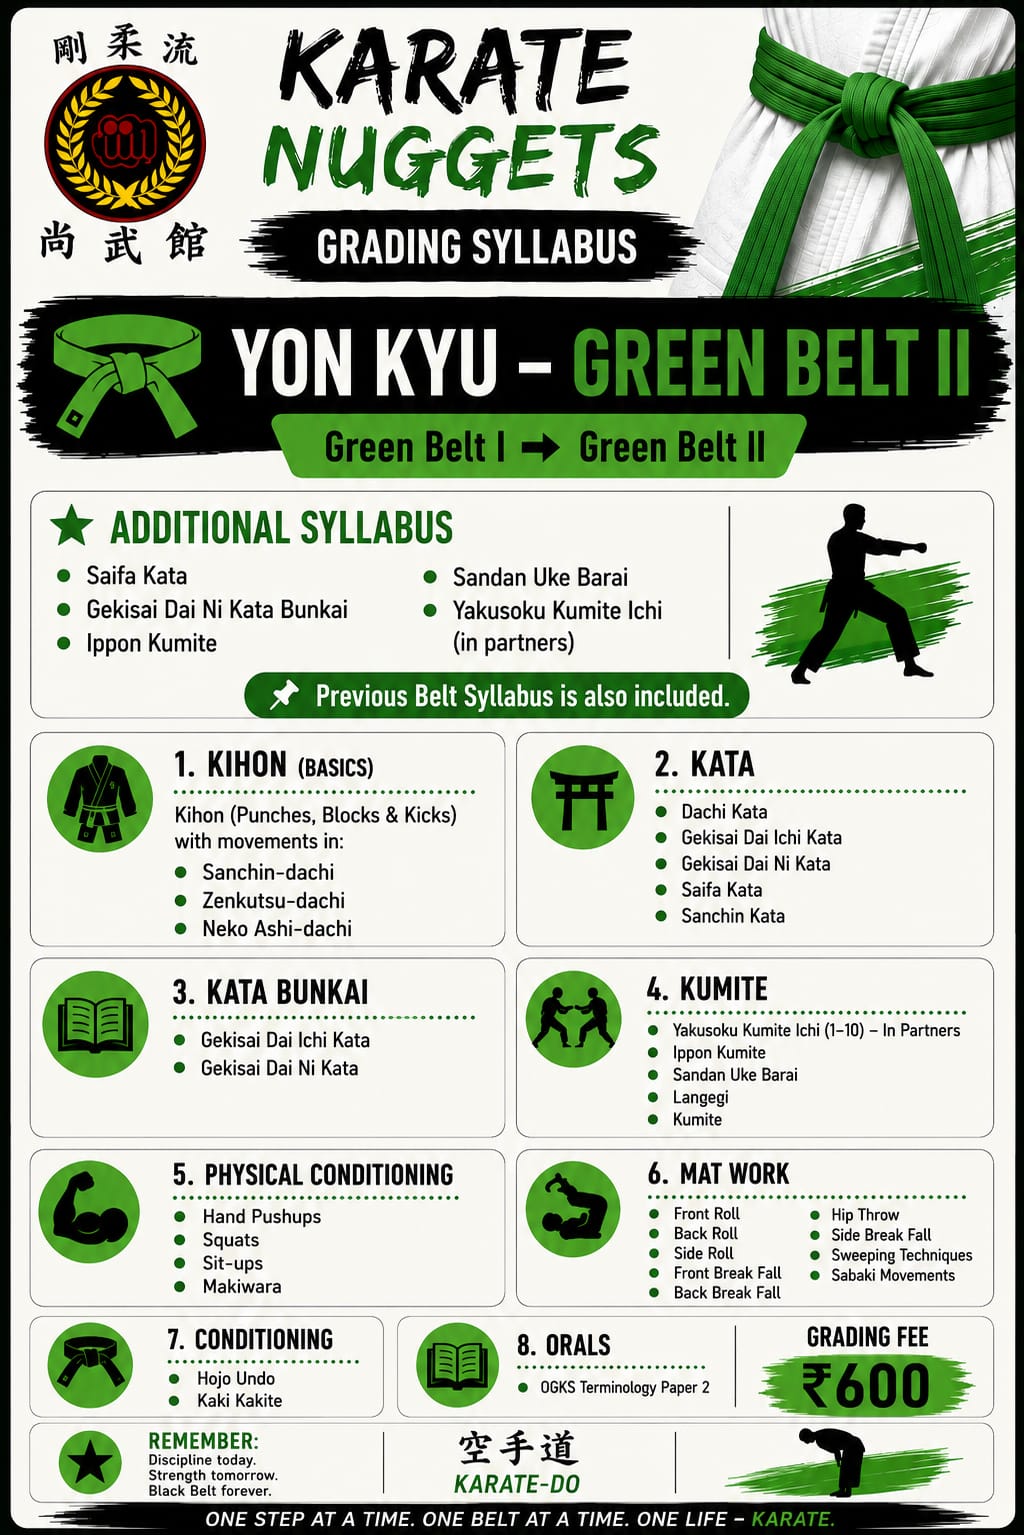 剛柔流
尚武館
KARATE
NUGGETS
GRADING SYLLABUS
YON KYU – GREEN BELT II
Green Belt I ➡ Green Belt II
★ ADDITIONAL SYLLABUS
• Saifa Kata
• Gekisai Dai Ni Kata Bunkai
• Ippon Kumite
• Sandan Uke Barai
• Yakusoku Kumite Ichi
(in partners)
Previous Belt Syllabus is also included.
1. KIHON (BASICS)
Kihon (Punches, Blocks & Kicks)
with movements in:
• Sanchin-dachi
• Zenkutsu-dachi
• Neko Ashi-dachi
2. KATA
• Dachi Kata
• Gekisai Dai Ichi Kata
• Gekisai Dai Ni Kata
• Saifa Kata
• Sanchin Kata
3. KATA BUNKAI
• Gekisai Dai Ichi Kata
• Gekisai Dai Ni Kata
4. KUMITE
• Yakusoku Kumite Ichi (1-10) – In Partners
• Ippon Kumite
• Sandan Uke Barai
• Langegi
• Kumite
5. PHYSICAL CONDITIONING
• Hand Pushups
• Squats
• Sit-ups
• Makiwara
6. MAT WORK
• Front Roll
• Back Roll
• Side Roll
• Front Break Fall
• Back Break Fall
• Hip Throw
• Side Break Fall
• Sweeping Techniques
• Sabaki Movements
7. CONDITIONING
• Hojo Undo
• Kaki Kakite
8. ORALS
• OGKS Terminology Paper 2
GRADING FEE
₹600
REMEMBER:
Discipline today.
Strength tomorrow.
Black Belt forever.
空手道
KARATE-DO
ONE STEP AT A TIME. ONE BELT AT A TIME. ONE LIFE – KARATE.